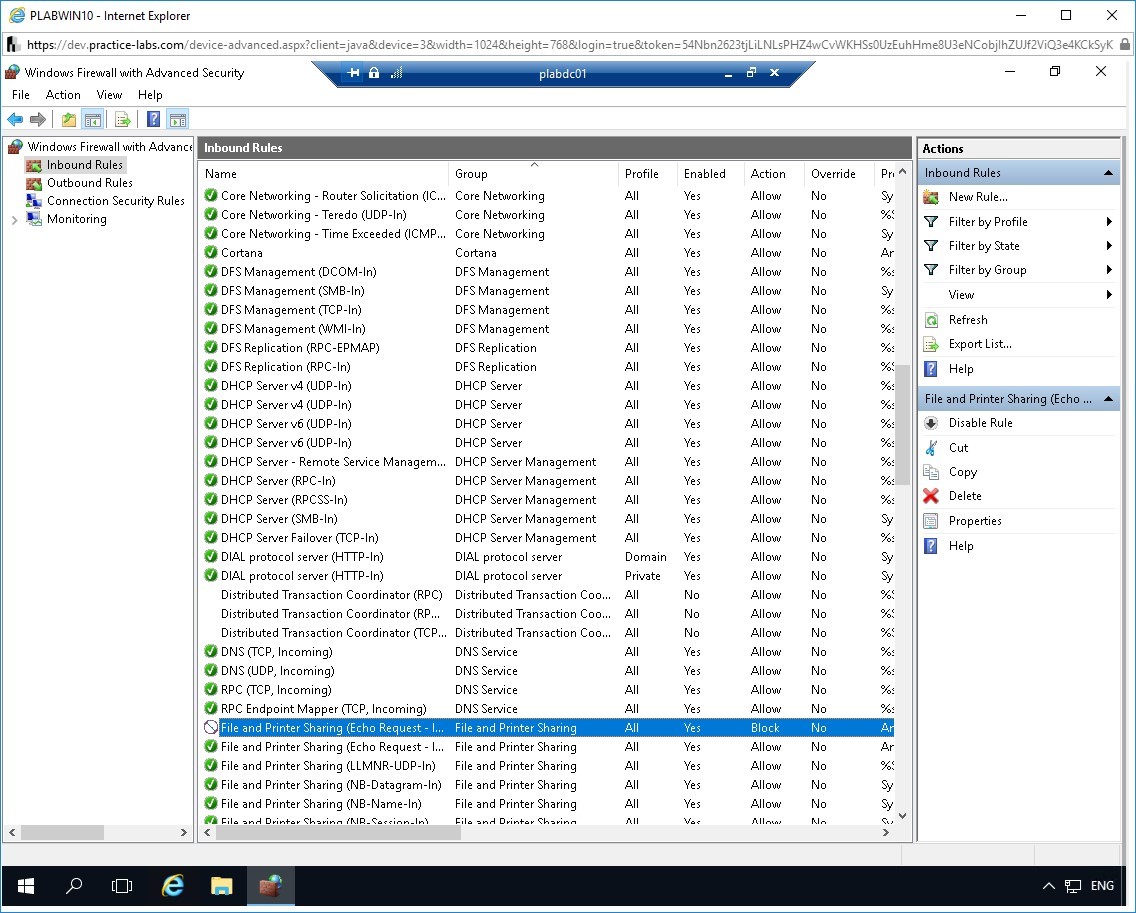 PLABWIN10 - Internet Explorer
https://dev.practice-labs.com/device-advanced.aspx?client=java&device=3&width=1024&height=768&login=true&token=
Windows Firewall with Advanced Security
plabdc01
File Action View Help
Windows Firewall with Advance
Inbound Rules
Outbound Rules
Connection Security Rules
Monitoring
Inbound Rules
Name Group Profile Enabled Action Override
Core Networking - Router Solicitation (IC... Core Networking All Yes Allow No Sy
Core Networking - Teredo (UDP-In) Core Networking All Yes Allow No
Core Networking - Time Exceeded (ICMP... Core Networking All Yes Allow No Sy
Cortana Cortana All Yes Allow No
DFS Management (DCOM-In) DFS Management All Yes Allow No
DFS Management (SMB-In) DFS Management All Yes Allow No Sy
DFS Management (TCP-In) DFS Management All Yes Allow No
DFS Management (WMI-In) DFS Management All Yes Allow No
DFS Replication (RPC-EPMAP) DFS Replication All Yes Allow No
DFS Replication (RPC-In) DFS Replication All Yes Allow No
DHCP Server v4 (UDP-In) DHCP Server All Yes Allow No
DHCP Server v4 (UDP-In) DHCP Server All Yes Allow No
DHCP Server v6 (UDP-In) DHCP Server All Yes Allow No
DHCP Server v6 (UDP-In) DHCP Server All Yes Allow No
DHCP Server - Remote Service Managem... DHCP Server Management All Yes Allow No
DHCP Server (RPC-In) DHCP Server Management All Yes Allow No
DHCP Server (RPCSS-In) DHCP Server Management All Yes Allow No
DHCP Server (SMB-In) DHCP Server Management All Yes Allow No Sy
DHCP Server Failover (TCP-In) DHCP Server Management All Yes Allow No
DIAL protocol server (HTTP-In) DIAL protocol server Domain Yes Allow No Sy
DIAL protocol server (HTTP-In) DIAL protocol server Private Yes Allow No Sy
Distributed Transaction Coordinator (RPC) Distributed Transaction Coo... All No Allow No
Distributed Transaction Coordinator (RP... Distributed Transaction Coo... All No Allow No
Distributed Transaction Coordinator (TCP... Distributed Transaction Coo... All No Allow No
DNS (TCP, Incoming) DNS Service All Yes Allow No
DNS (UDP, Incoming) DNS Service All Yes Allow No
RPC (TCP, Incoming) DNS Service All Yes Allow No
RPC Endpoint Mapper (TCP, Incoming) DNS Service All Yes Allow No
File and Printer Sharing (Echo Request - I... File and Printer Sharing All Yes Block No
File and Printer Sharing (Echo Request - I... File and Printer Sharing All Yes Allow No
File and Printer Sharing (LLMNR-UDP-In) File and Printer Sharing All Yes Allow No
File and Printer Sharing (NB-Datagram-In) File and Printer Sharing All Yes Allow No Sy
File and Printer Sharing (NB-Name-In) File and Printer Sharing All Yes Allow No Sy
File and Printer Sharing (NB-Session-In) File and Printer Sharing All Yes Allow No Sy
Actions
Inbound Rules
New Rule...
Filter by Profile
Filter by State
Filter by Group
View
Refresh
Export List...
Help
File and Printer Sharing (Echo ...
Disable Rule
Cut
Copy
Delete
Properties
Help
ENG